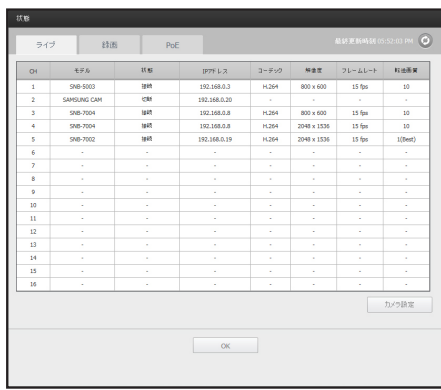 状態
ライブ 録画 PoE 最終更新時刻 05:52:03 PM
CH モデル 状態 IPアドレス コーデック 解像度 フレームレート 転送画質
1 SNB-5003 接続 192.168.0.3 H.264 800 x 600 15 fps 10
2 SAMSUNG CAM 切断 192.168.0.20 - - - -
3 SNB-7004 接続 192.168.0.8 H.264 800 x 600 15 fps 10
4 SNB-7004 接続 192.168.0.8 H.264 2048 x 1536 15 fps 10
5 SNB-7002 接続 192.168.0.19 H.264 2048 x 1536 15 fps 1(Best)
6 - - - - - - -
7 - - - - - - -
8 - - - - - - -
9 - - - - - - -
10 - - - - - - -
11 - - - - - - -
12 - - - - - - -
13 - - - - - - -
14 - - - - - - -
15 - - - - - - -
16 - - - - - - -
カメラ設定
OK